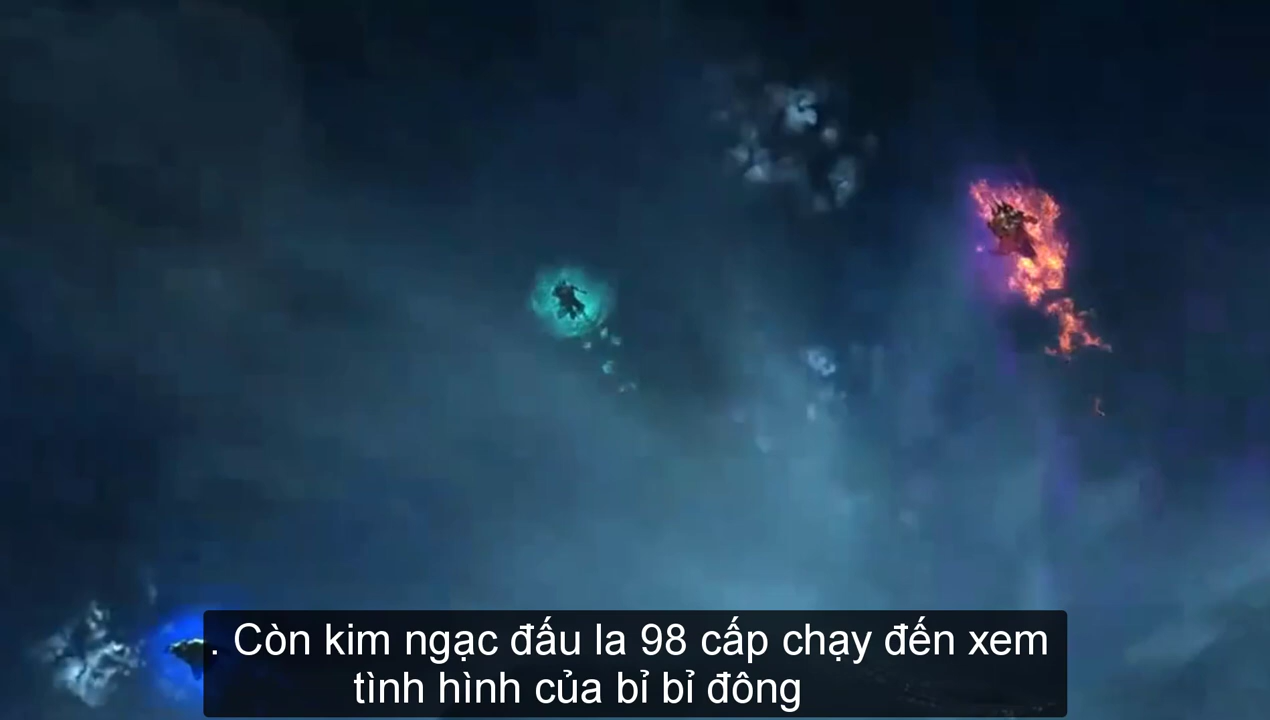 . Còn kim ngạc đấu la 98 cấp chạy đến xem
tình hình của bỉ bỉ đông